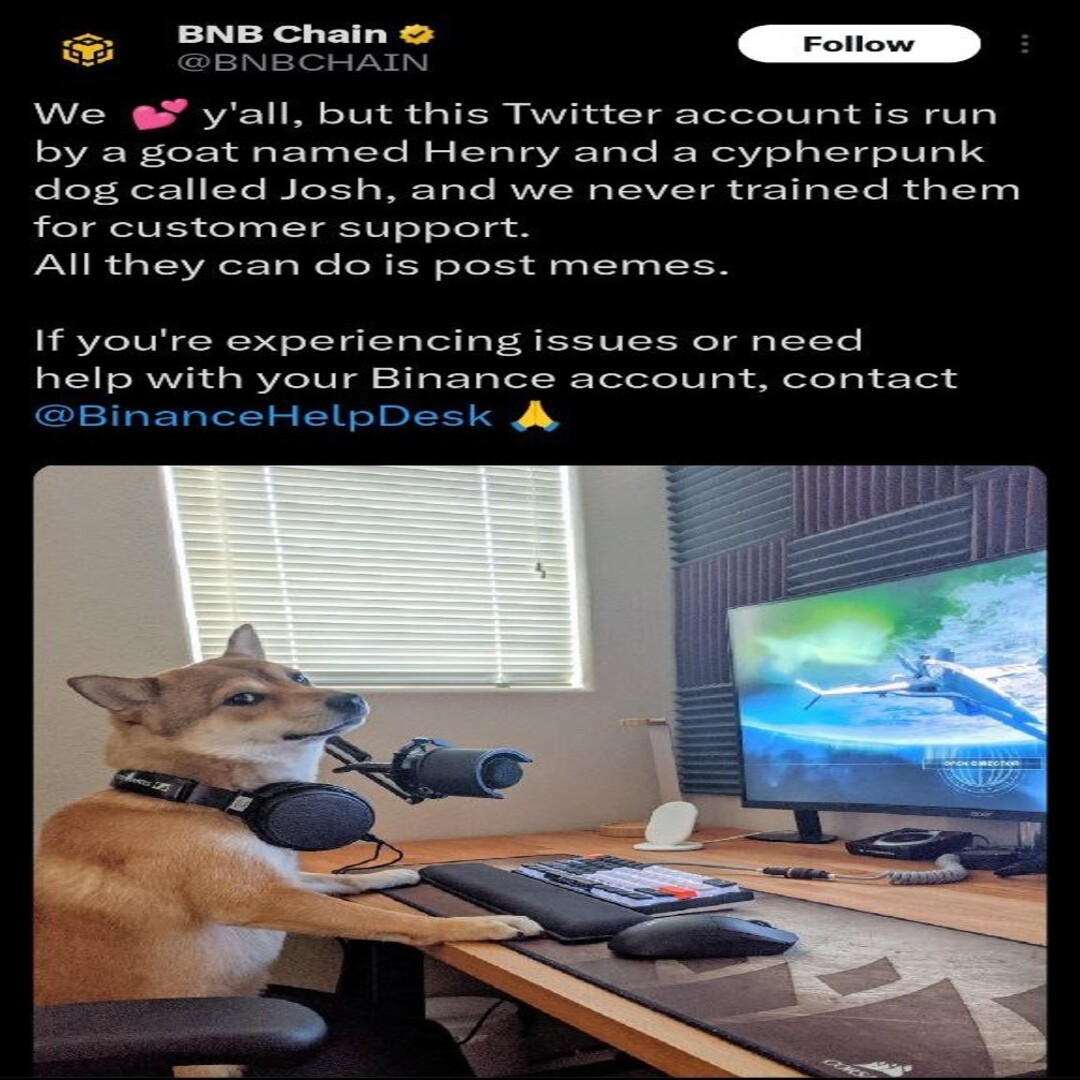 BNB Chain
@BNBCHAIN
Follow
We 💕 y'all, but this Twitter account is run
by a goat named Henry and a cypherpunk
dog called Josh, and we never trained them
for customer support.
All they can do is post memes.
If you're experiencing issues or need
help with your Binance account, contact
@BinanceHelpDesk 🙏
acer